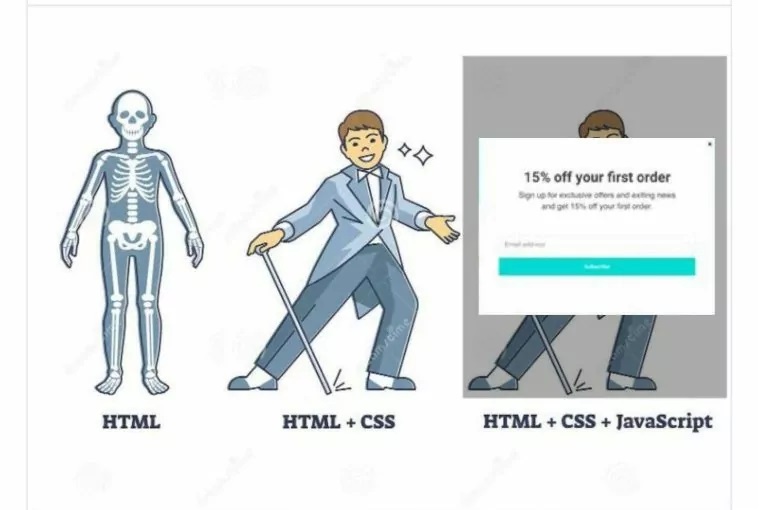 15% off your first order
Sign up for exclusive offers and exiting news
and get 15% off your first order.
Email address
Subscribe
HTML
HTML + CSS
HTML + CSS + JavaScript